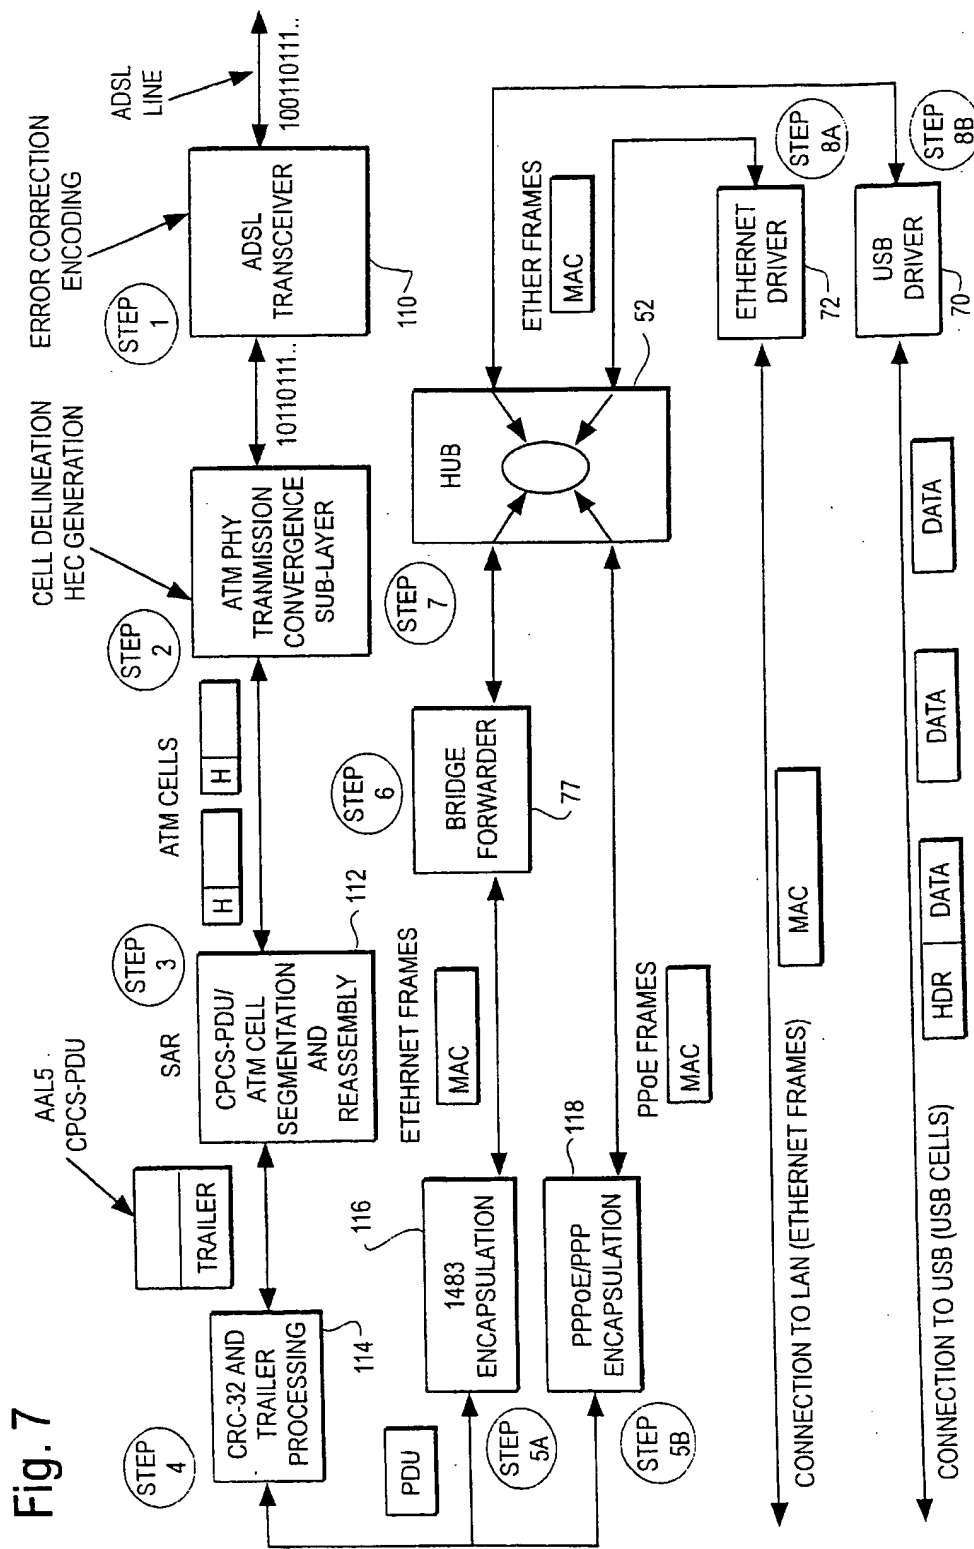 Fig. 7
ERROR CORRECTION
ENCODING
ADSL
LINE
CELL DELINEATION
HEC GENERATION
AAL5
CPCS-PDU
STEP
4
CRC-32 AND
TRAILER
PROCESSING
114
TRAILER
STEP
3
SAR
CPCS-PDU/
ATM CELL
SEGMENTATION
AND
REASSEMBLY
112
ATM CELLS
H
H
STEP
2
ATM PHY
TRANMISSION
CONVERGENCE
SUB-LAYER
10110111..
STEP
1
ADSL
TRANSCEIVER
110
100110111..
PDU
STEP
5A
1483
ENCAPSULATION
116
ETEHRNET FRAMES
MAC
STEP
6
BRIDGE
FORWARDER
77
STEP
7
HUB
52
ETHER FRAMES
MAC
STEP
5B
PPPoE/PPP
ENCAPSULATION
118
PPoE FRAMES
MAC
STEP
8A
ETHERNET
DRIVER
72
MAC
CONNECTION TO LAN (ETHERNET FRAMES)
STEP
8B
USB
DRIVER
70
HDR
DATA
DATA
DATA
CONNECTION TO USB (USB CELLS)